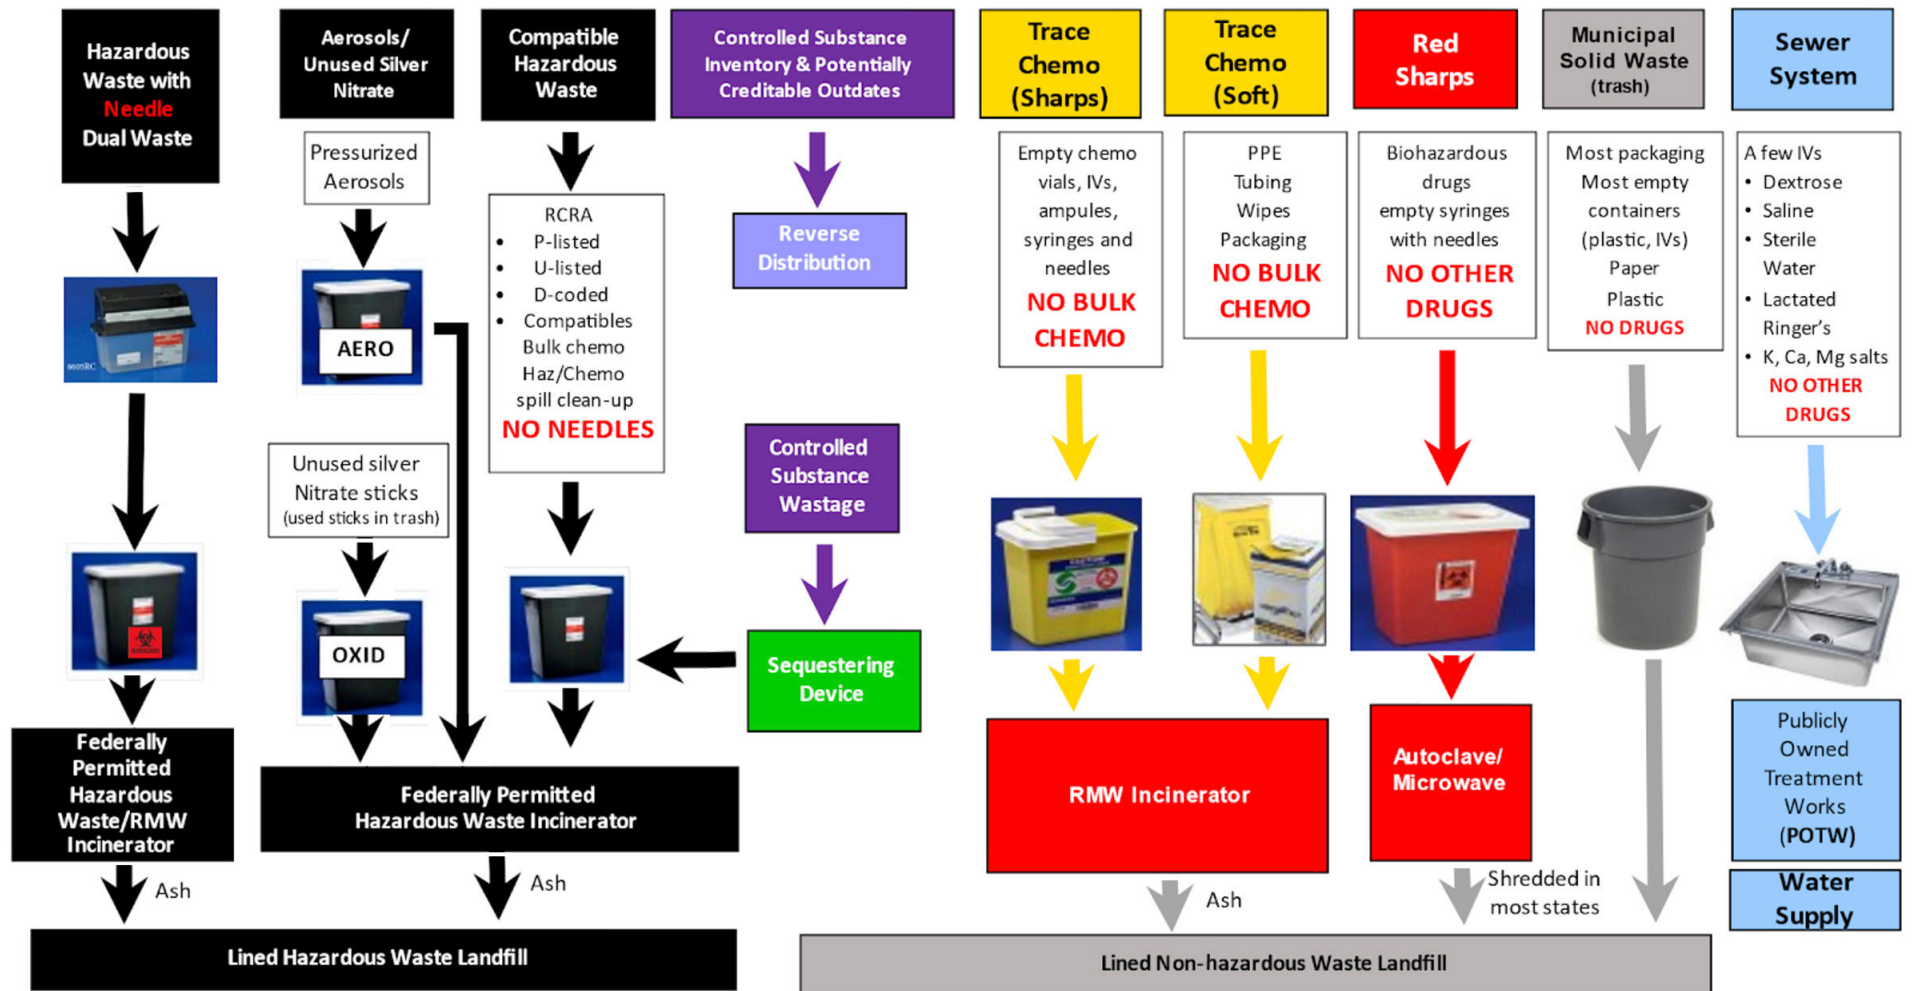 Hazardous
Waste with
Needle
Dual Waste
8605RC
Federally
Permitted
Hazardous
Waste/RMW
Incinerator
Ash
Aerosols/
Unused Silver
Nitrate
Pressurized
Aerosols
AERO
Unused silver
Nitrate sticks
(used sticks in trash)
OXID
Compatible
Hazardous
Waste
RCRA
• P-listed
• U-listed
• D-coded
• Compatibles
Bulk chemo
Haz/Chemo
spill clean-up
NO NEEDLES
Federally Permitted
Hazardous Waste Incinerator
Ash
Lined Hazardous Waste Landfill
Controlled Substance
Inventory & Potentially
Creditable Outdates
Reverse
Distribution
Controlled
Substance
Wastage
Sequestering
Device
Trace
Chemo
(Sharps)
Empty chemo
vials, IVs,
ampules,
syringes and
needles
NO BULK
CHEMO
Trace
Chemo
(Soft)
PPE
Tubing
Wipes
Packaging
NO BULK
CHEMO
RMW Incinerator
Ash
Red
Sharps
Biohazardous
drugs
empty syringes
with needles
NO OTHER
DRUGS
Autoclave/
Microwave
Shredded in
most states
Municipal
Solid Waste
(trash)
Most packaging
Most empty
containers
(plastic, IVs)
Paper
Plastic
NO DRUGS
Lined Non-hazardous Waste Landfill
Sewer
System
A few IVs
• Dextrose
• Saline
• Sterile
Water
• Lactated
Ringer's
• K, Ca, Mg salts
NO OTHER
DRUGS
Publicly
Owned
Treatment
Works
(POTW)
Water
Supply